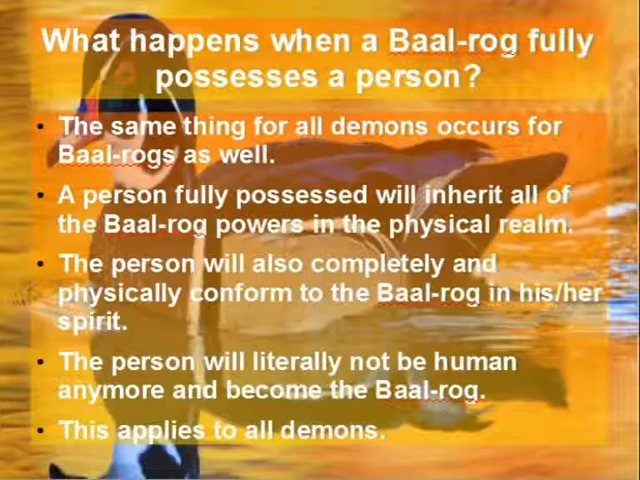 What happens when a Baal-rog fully
possesses a person?
• The same thing for all demons occurs for
Baal-rogs as well.
• A person fully possessed will inherit all of
the Baal-rog powers in the physical realm.
• The person will also completely and
physically conform to the Baal-rog in his/her
spirit.
• The person will literally not be human
anymore and become the Baal-rog.
• This applies to all demons.